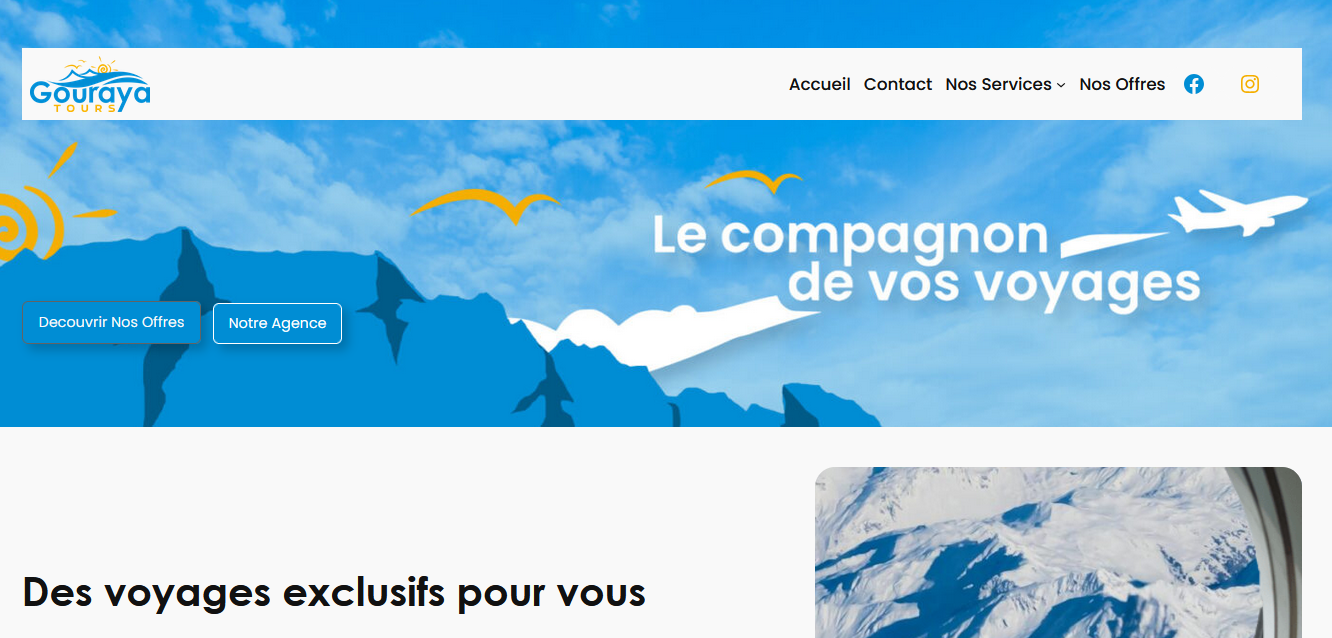 Gouraya
TOURS
Accueil Contact Nos Services Nos Offres
Le compagnon
de vos voyages
Decouvrir Nos Offres Notre Agence
Des voyages exclusifs pour vous